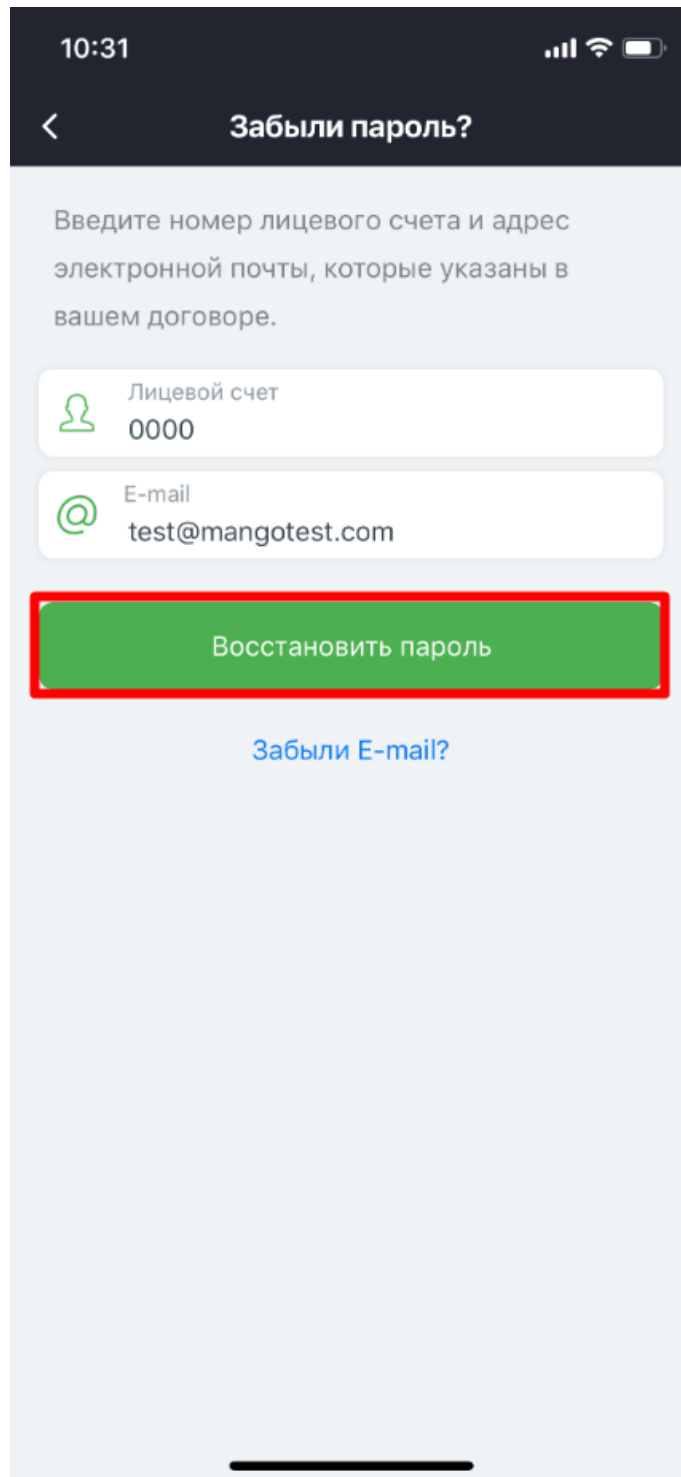 10:31
Забыли пароль?
Введите номер лицевого счета и адрес
электронной почты, которые указаны в
вашем договоре.
Лицевой счет
0000
E-mail
test@mangotest.com
Восстановить пароль
Забыли E-mail?